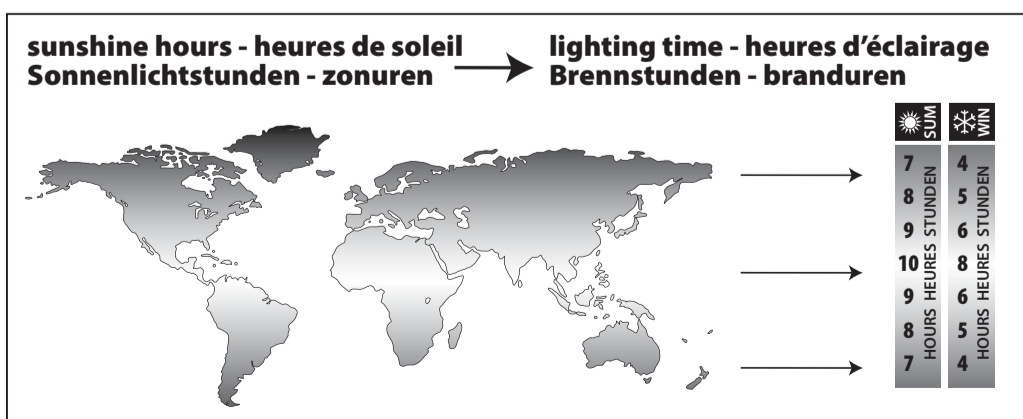 sunshine hours - heures de soleil
Sonnenlichtstunden - zonuren
lighting time - heures d’éclairage
Brennstunden - branduren
SUM
WIN
7 4
8 5
9 6
10 8
9 6
8 5
7 4
HOURS HEURES STUNDEN
HOURS HEURES STUNDEN